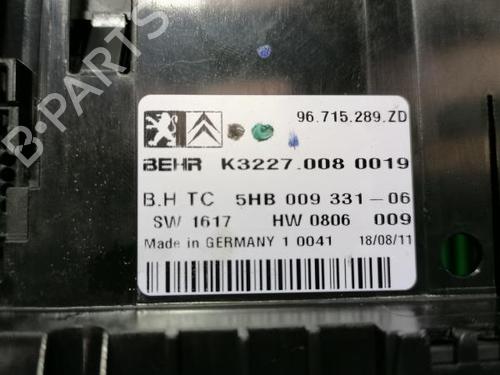 96.715.289.ZD
BEHR K3227.008 0019
B.H TC 5HB 009 331-06
SW 1617 HW 0806 009
Made in GERMANY 1 0041 18/08/11
B-PARTS